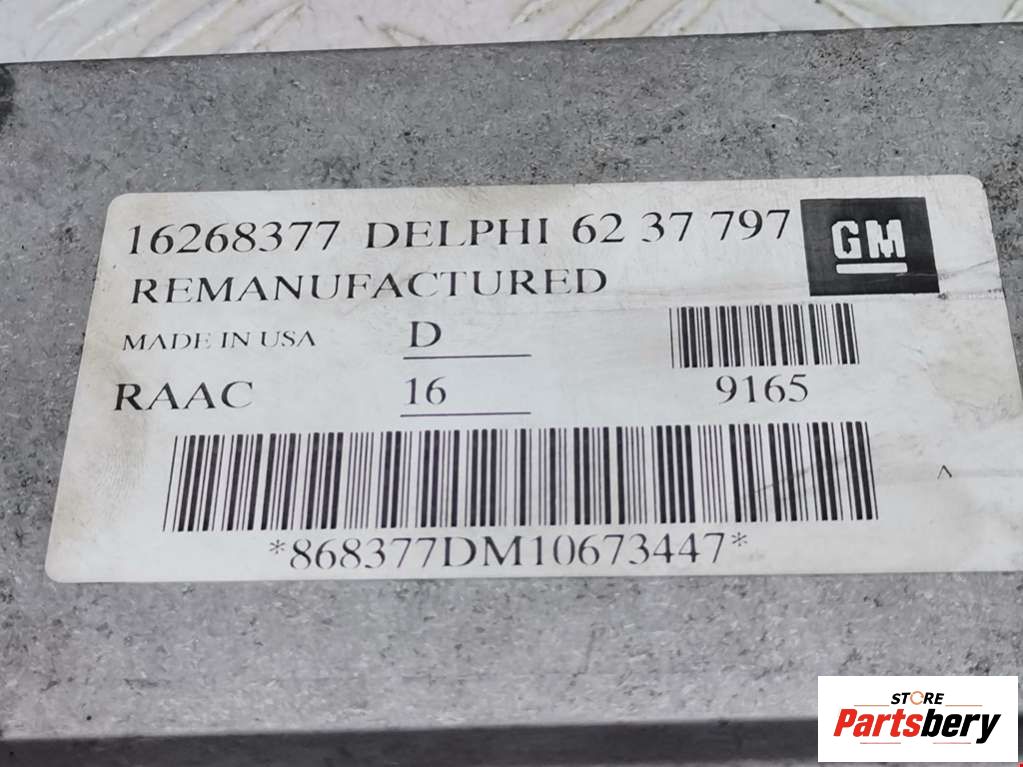 16268377 DELPHI 62 37 797 GM
REMANUFACTURED
MADE IN USA D
RAAC 16 9165
*868377DM10673447*
STORE
Partsbery